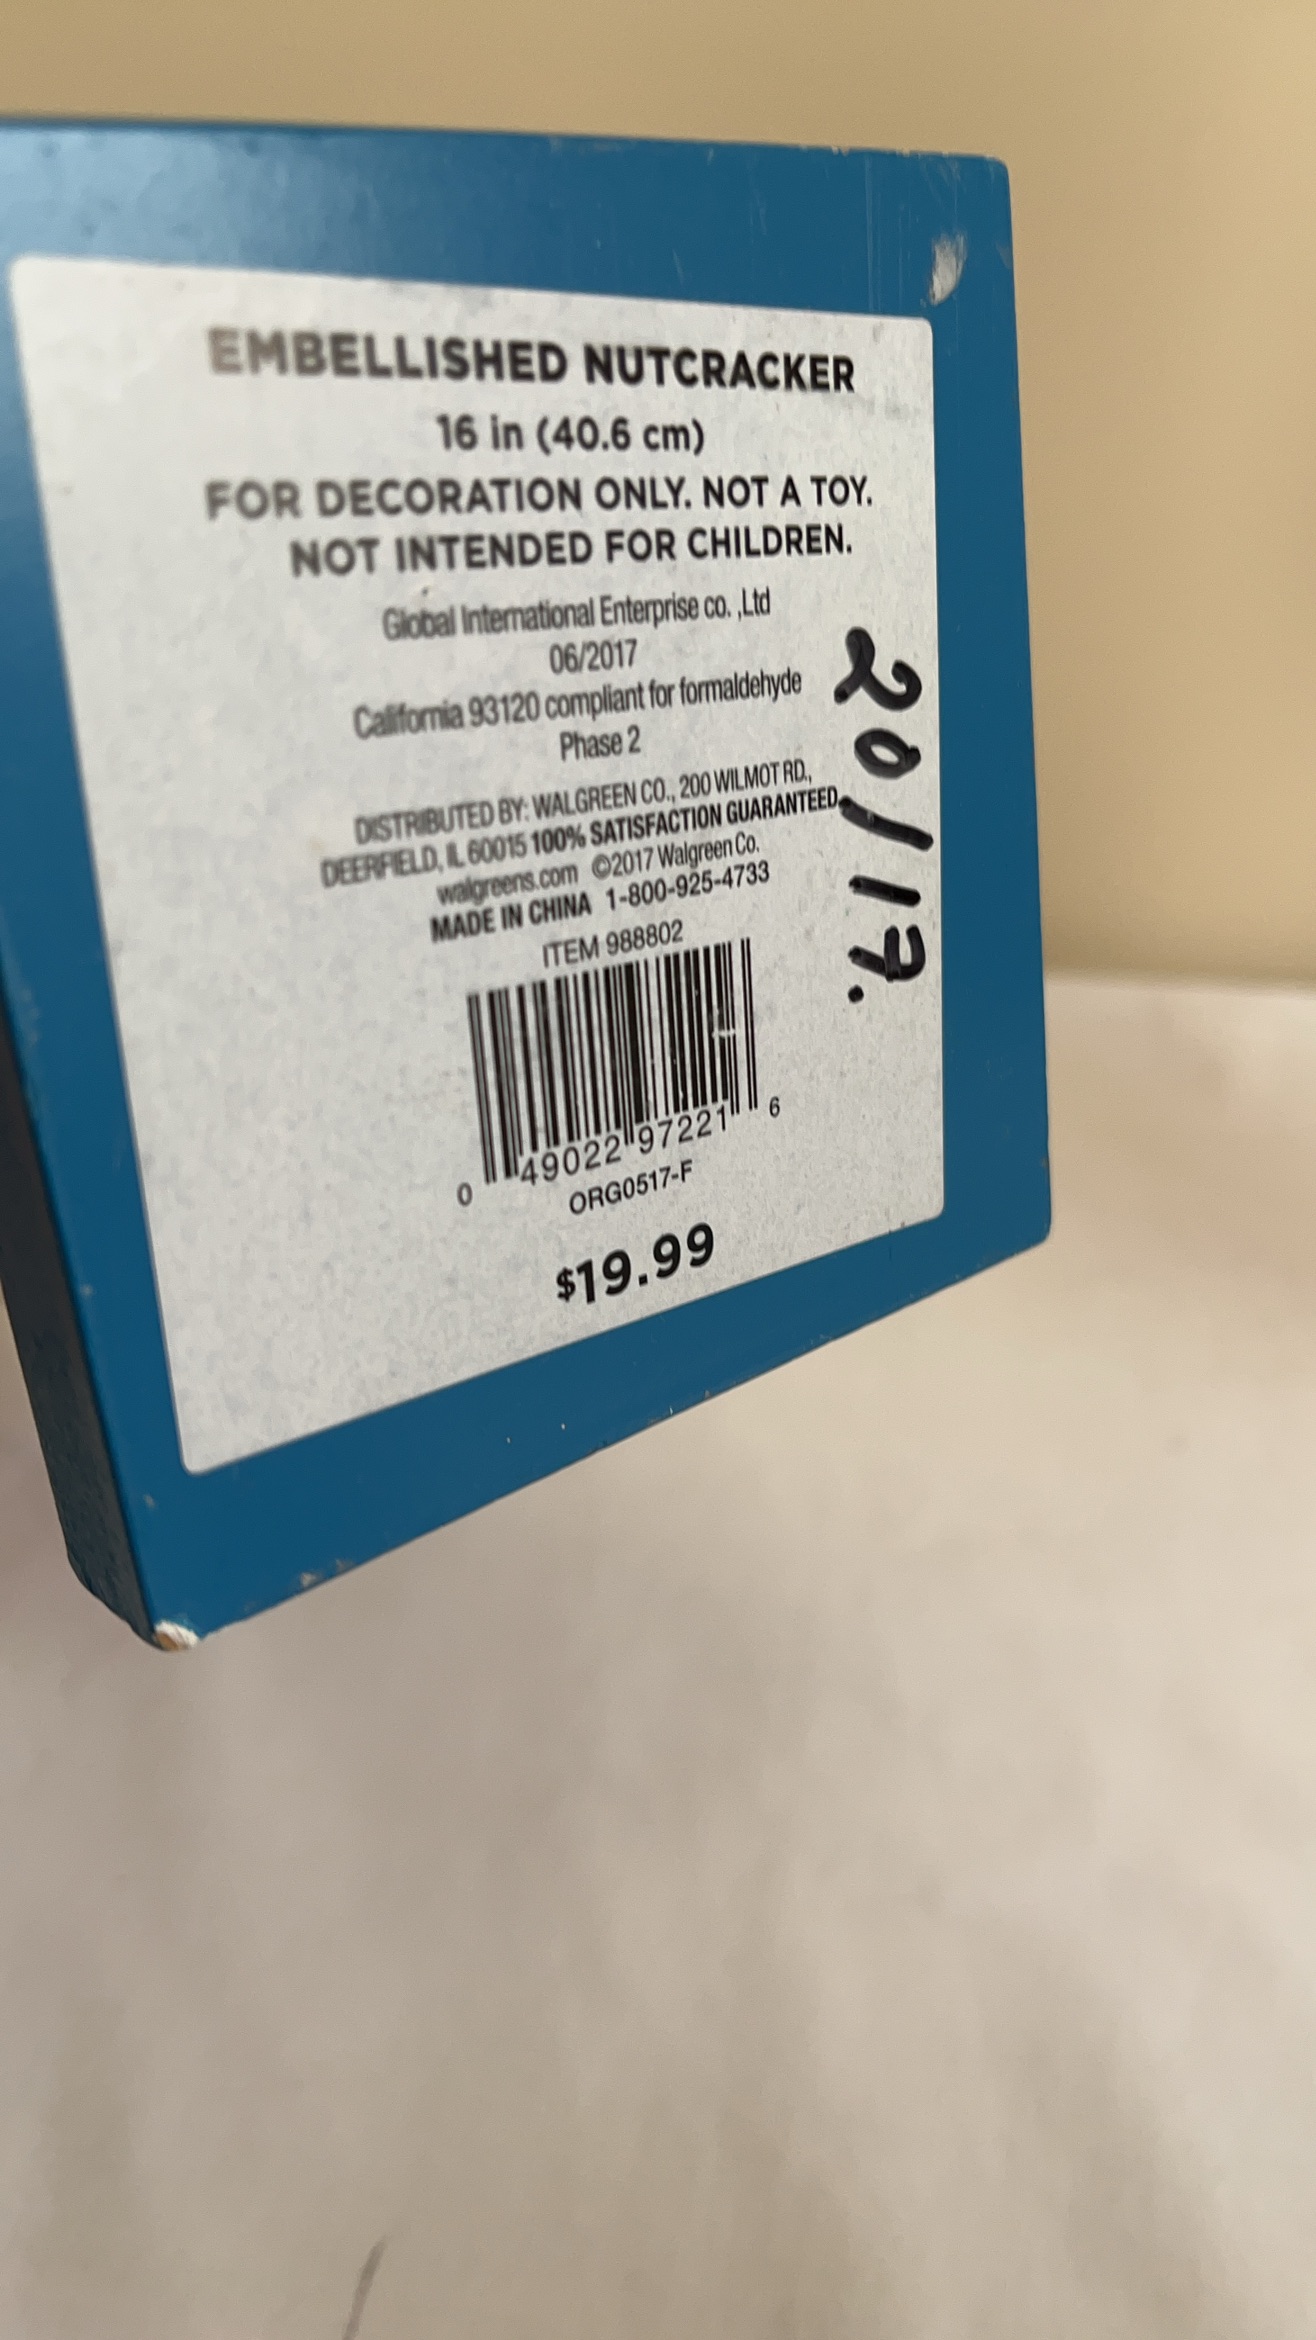 EMBELLISHED NUTCRACKER
16 in (40.6 cm)
FOR DECORATION ONLY. NOT A TOY.
NOT INTENDED FOR CHILDREN.
Global International Enterprise co. ,Ltd
06/2017
California 93120 compliant for formaldehyde
Phase 2
DISTRIBUTED BY: WALGREEN CO., 200 WILMOT RD.,
DEERFIELD, IL 60015 100% SATISFACTION GUARANTEED
walgreens.com ©2017 Walgreen Co.
MADE IN CHINA 1-800-925-4733
ITEM 988802
0 49022 97221 6
ORG0517-F
$19.99
20/17.